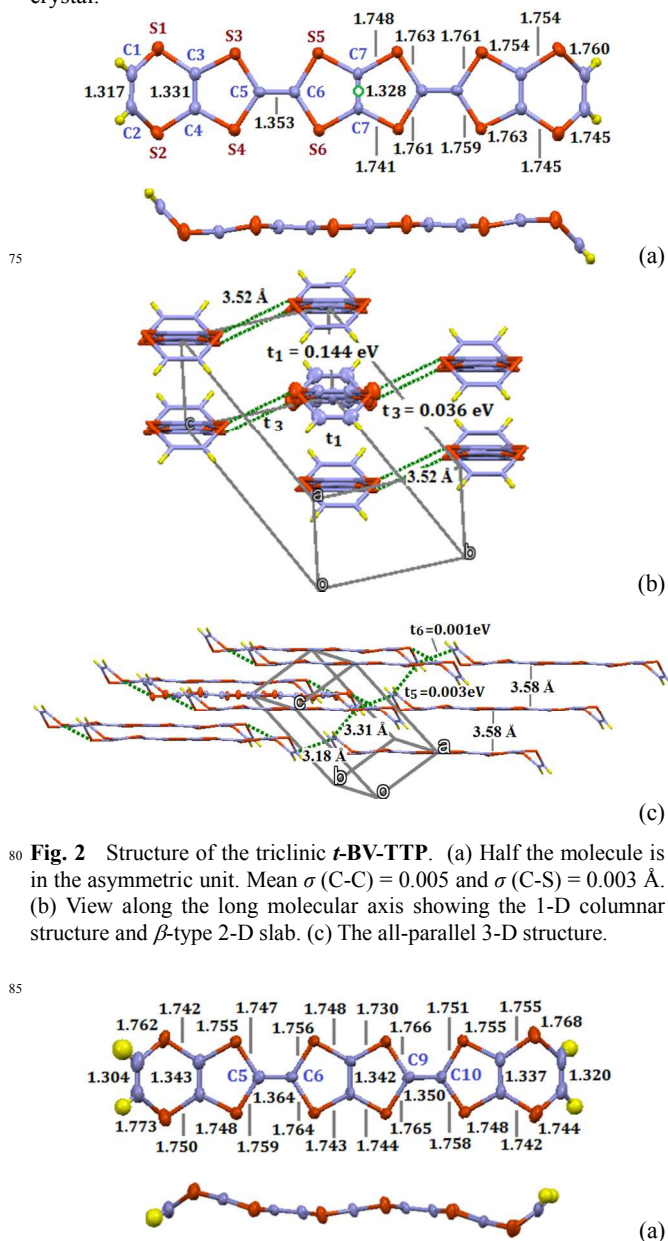 crystal.
1.748
1.754
S1 S3 S5 C7 1.763 1.761 1.754 1.760
C1 C3
1.317 1.331 C5 C6 1.328
C2 C4 1.353 C7
S2 S4 S6 1.761 1.759 1.763 1.745
1.741 1.745
75 (a)
3.52 Å
t1 = 0.144 eV
c t3 t3 = 0.036 eV
t1
a 3.52 Å
b
o
(b)
t6=0.001eV
t5=0.003eV
c 3.58 Å
3.31 Å
3.18 Å b a 3.58 Å
o
(c)
80 Fig. 2 Structure of the triclinic t-BV-TTP. (a) Half the molecule is
in the asymmetric unit. Mean σ (C-C) = 0.005 and σ (C-S) = 0.003 Å.
(b) View along the long molecular axis showing the 1-D columnar
structure and β-type 2-D slab. (c) The all-parallel 3-D structure.
85
1.742 1.747 1.748 1.730 1.751 1.755
1.762 1.755 1.756 1.766 1.755 1.768
C9
1.304 1.343 C5 C6 1.342 C10 1.337 1.320
1.364 1.350
1.773 1.748 1.764 1.765 1.748 1.744
1.750 1.759 1.743 1.744 1.758 1.742
(a)